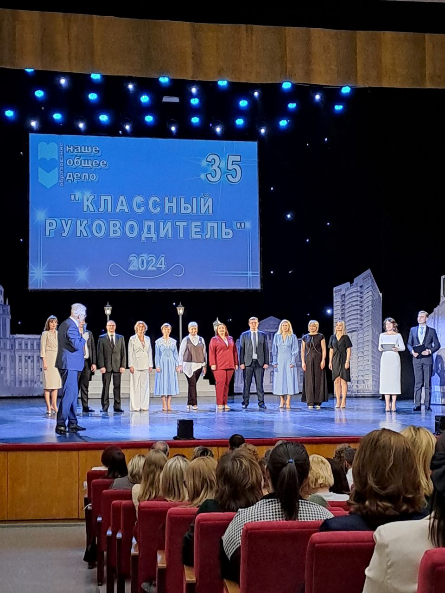 наше
общее
дело
35
"КЛАССНЫЙ
РУКОВОДИТЕЛЬ"
2024